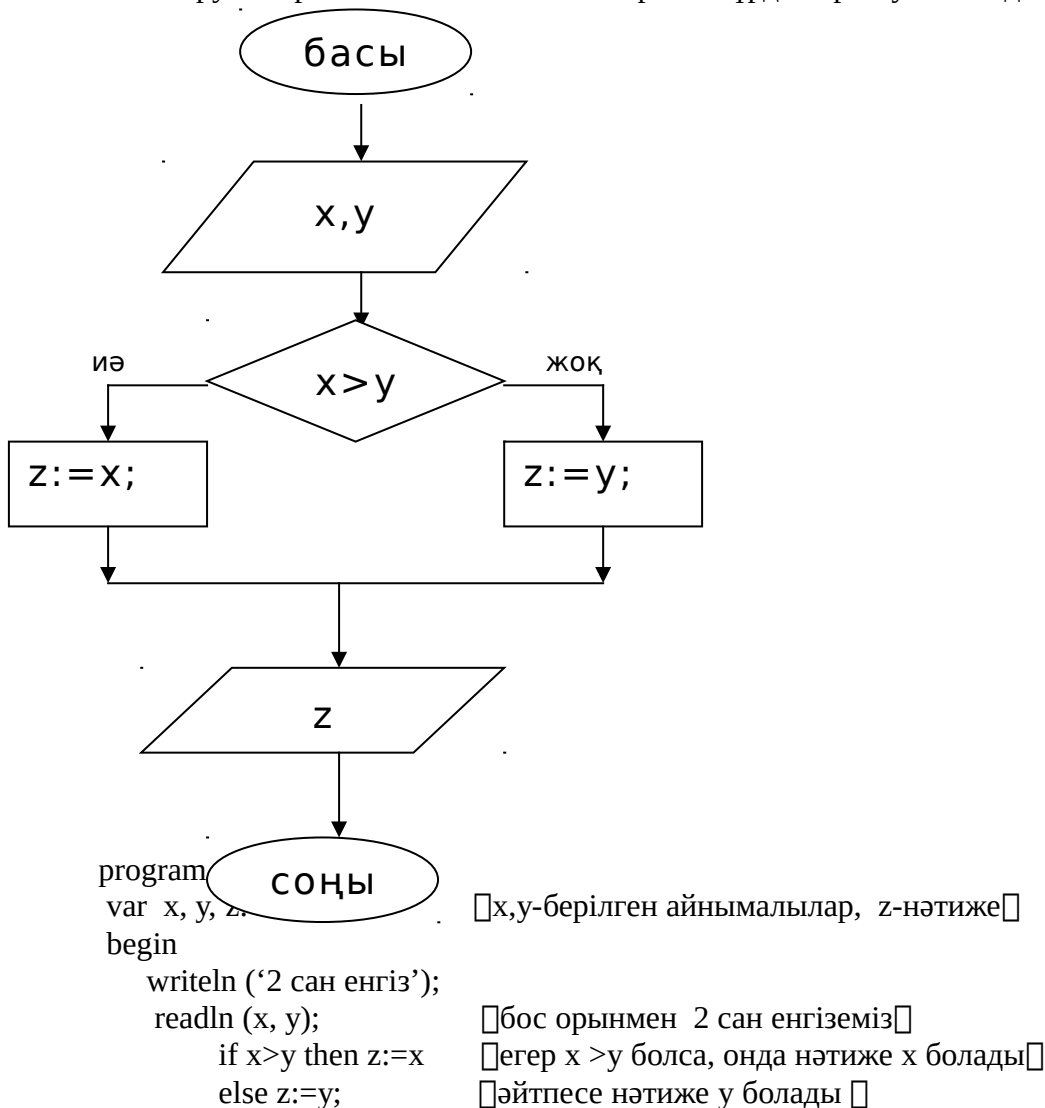 басы
x,y
x>y
иә
жоқ
z:=x;
z:=y;
z
соңы
program
var x, y, z:
x,y-берілген айнымалылар, z-нәтиже
begin
writeln (‘2 сан енгіз’);
readln (x, y);
бос орынмен 2 сан енгіземіз
if x>y then z:=x
егер x >y болса, онда нәтиже x болады
else z:=y;
әйтпесе нәтиже y болады